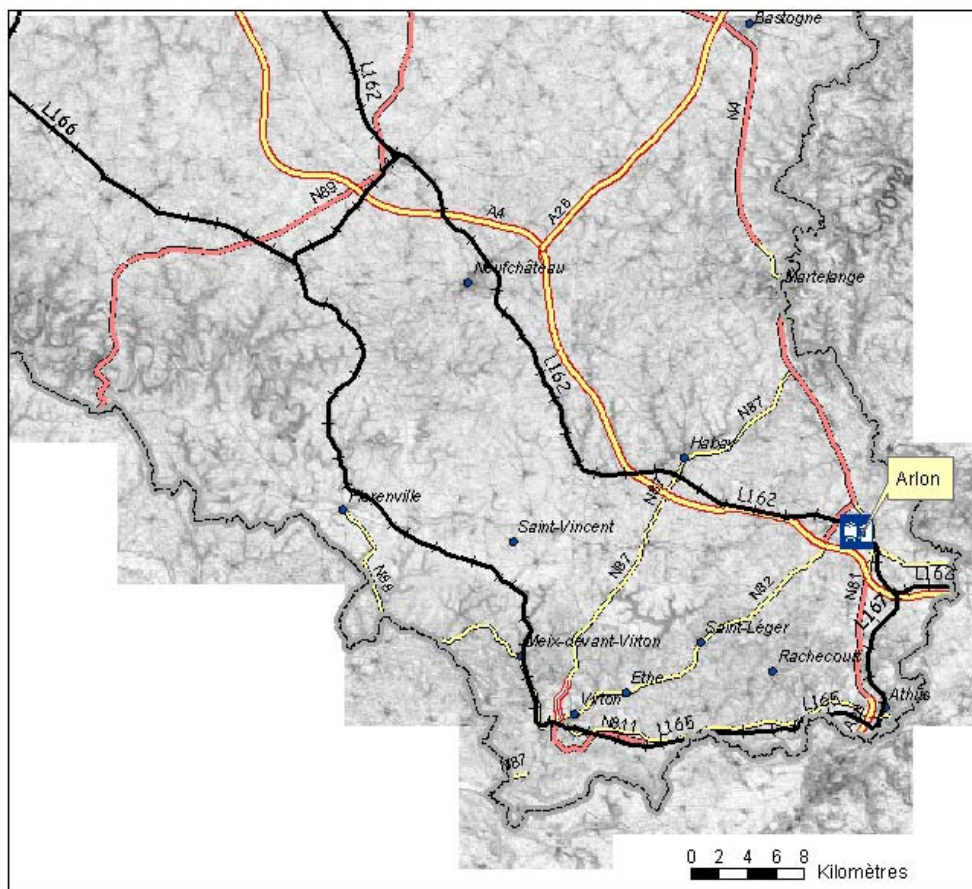 Bastogne
L162
L166
N4
N89
A4
A26
Neufchâteau
Martelange
L162
N87
Habay
Arlon
L162
Florenville
Saint-Vincent
N87
N82
L162
N81
L167
N88
Saint-Léger
Meix-devant-Virton
Rachecourt
Ethe
Virton
Athus
L165
N811
L165
N87
0 2 4 6 8
Kilomètres